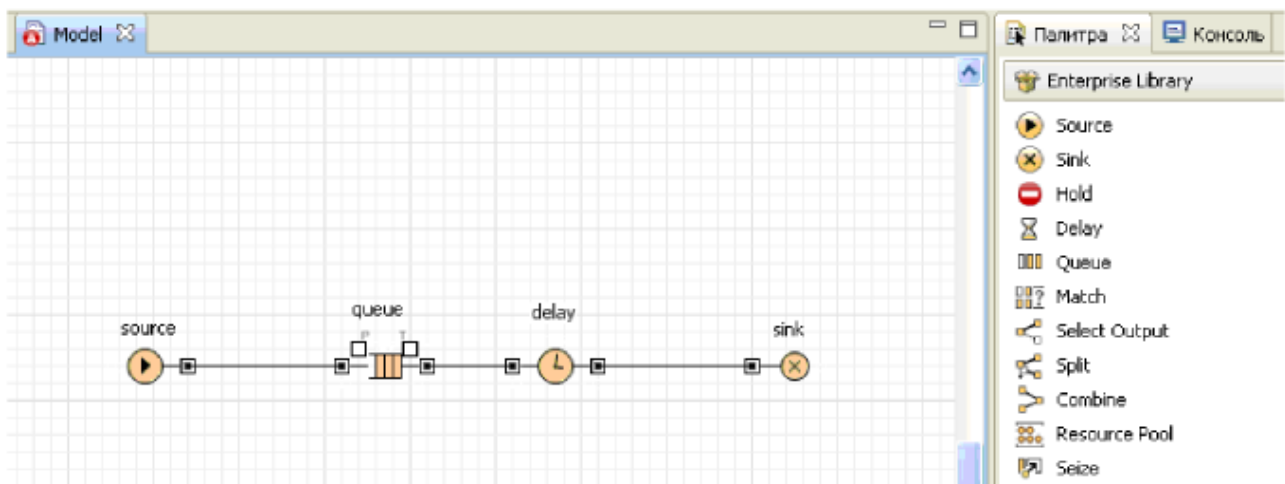 Model
Палитра
Консоль
Enterprise Library
Source
Sink
Hold
Delay
Queue
Match
Select Output
Split
Combine
Resource Pool
Seize
source
queue
P T
delay
sink